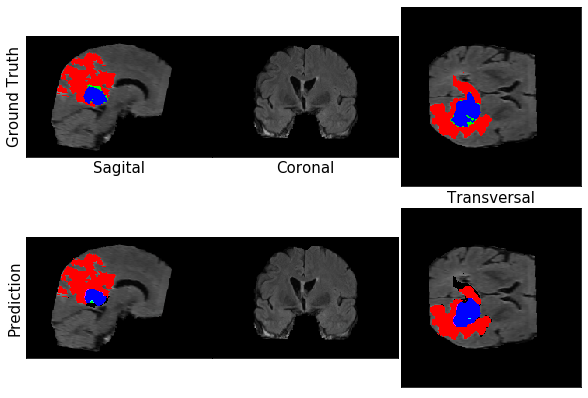 Ground Truth
Sagital
Coronal
Transversal
Prediction